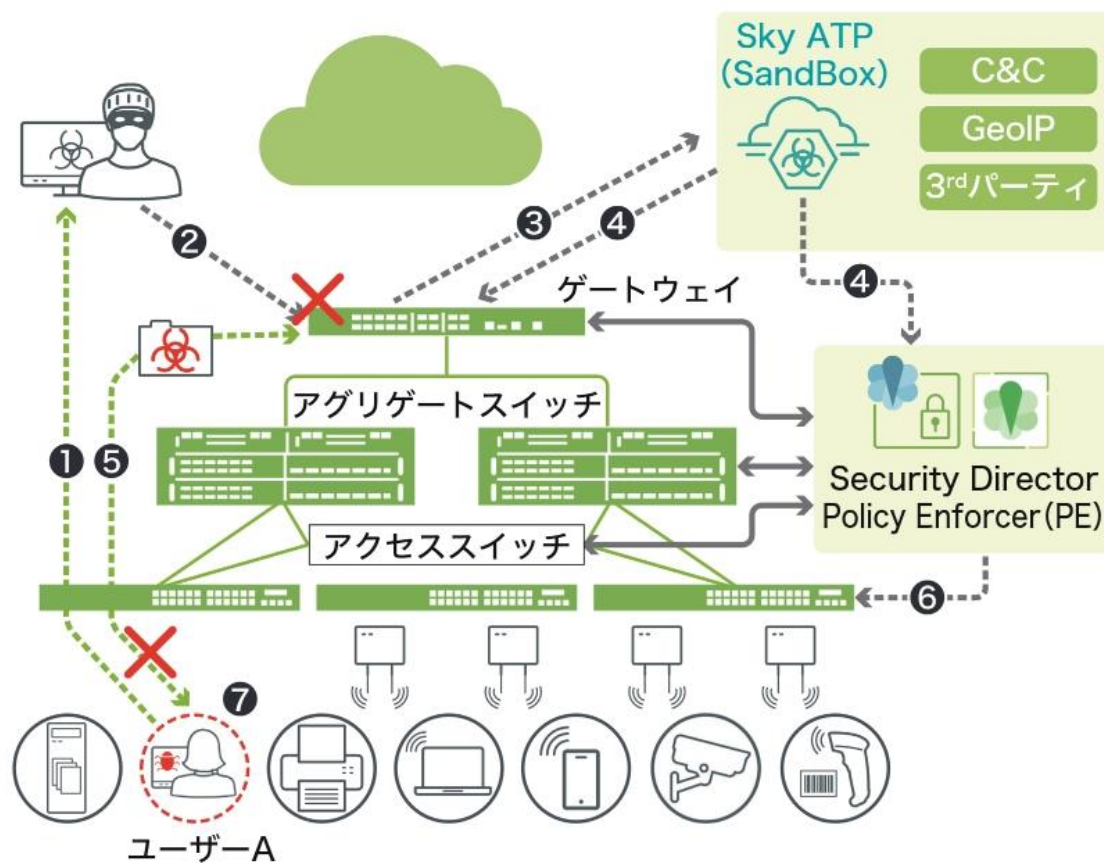 Sky ATP
(SandBox)
C&C
GeoIP
3rdパーティ
❷
❸
❹
❹
ゲートウェイ
アグリゲートスイッチ
❶
❺
Security Director
Policy Enforcer(PE)
アクセススイッチ
❻
❼
ユーザーA